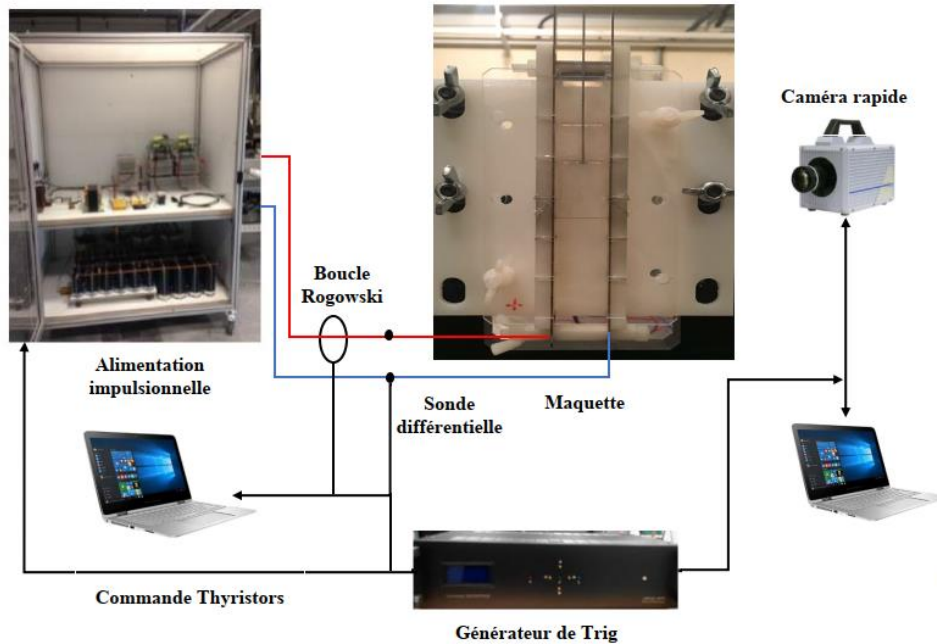 Caméra rapide
Boucle
Rogowski
Alimentation
impulsionnelle
Sonde
différentielle
Maquette
Commande Thyristors
Générateur de Trig